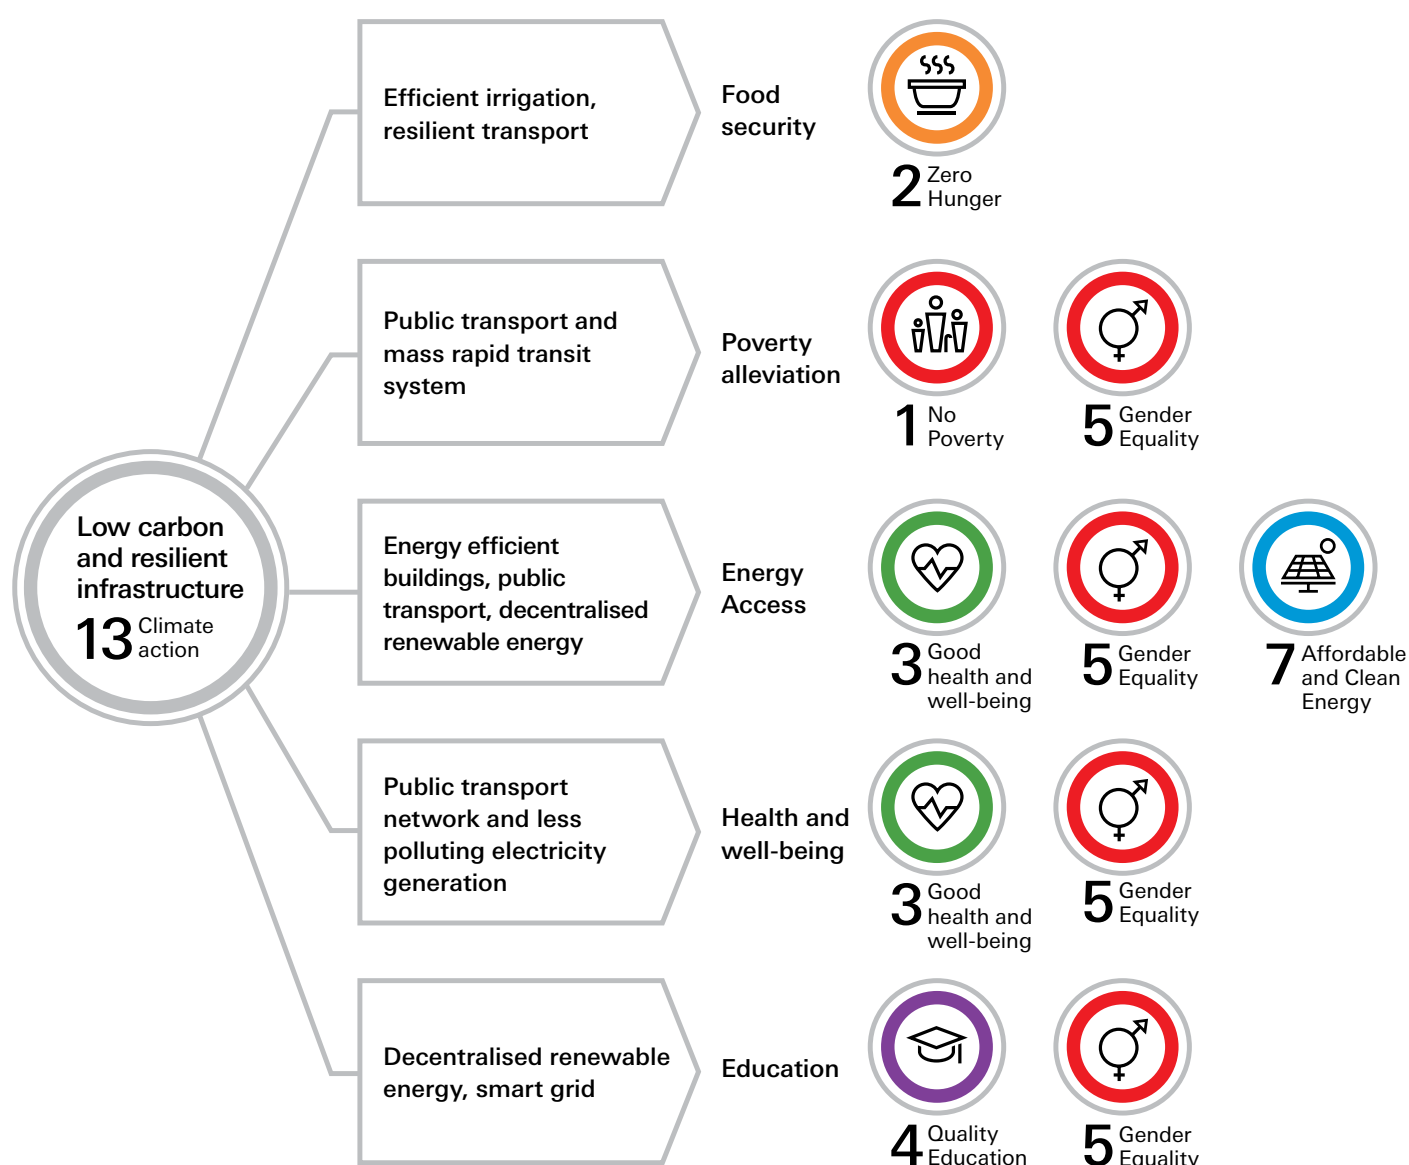 Efficient irrigation,
resilient transport
Food
security
2 Zero
Hunger
Public transport and
mass rapid transit
system
Poverty
alleviation
1 No
Poverty
5 Gender
Equality
Low carbon
and resilient
infrastructure
13 Climate
action
Energy efficient
buildings, public
transport, decentralised
renewable energy
Energy
Access
3 Good
health and
well-being
5 Gender
Equality
7 Affordable
and Clean
Energy
Public transport
network and less
polluting electricity
generation
Health and
well-being
3 Good
health and
well-being
5 Gender
Equality
Decentralised renewable
energy, smart grid
Education
4 Quality
Education
5 Gender
Equality